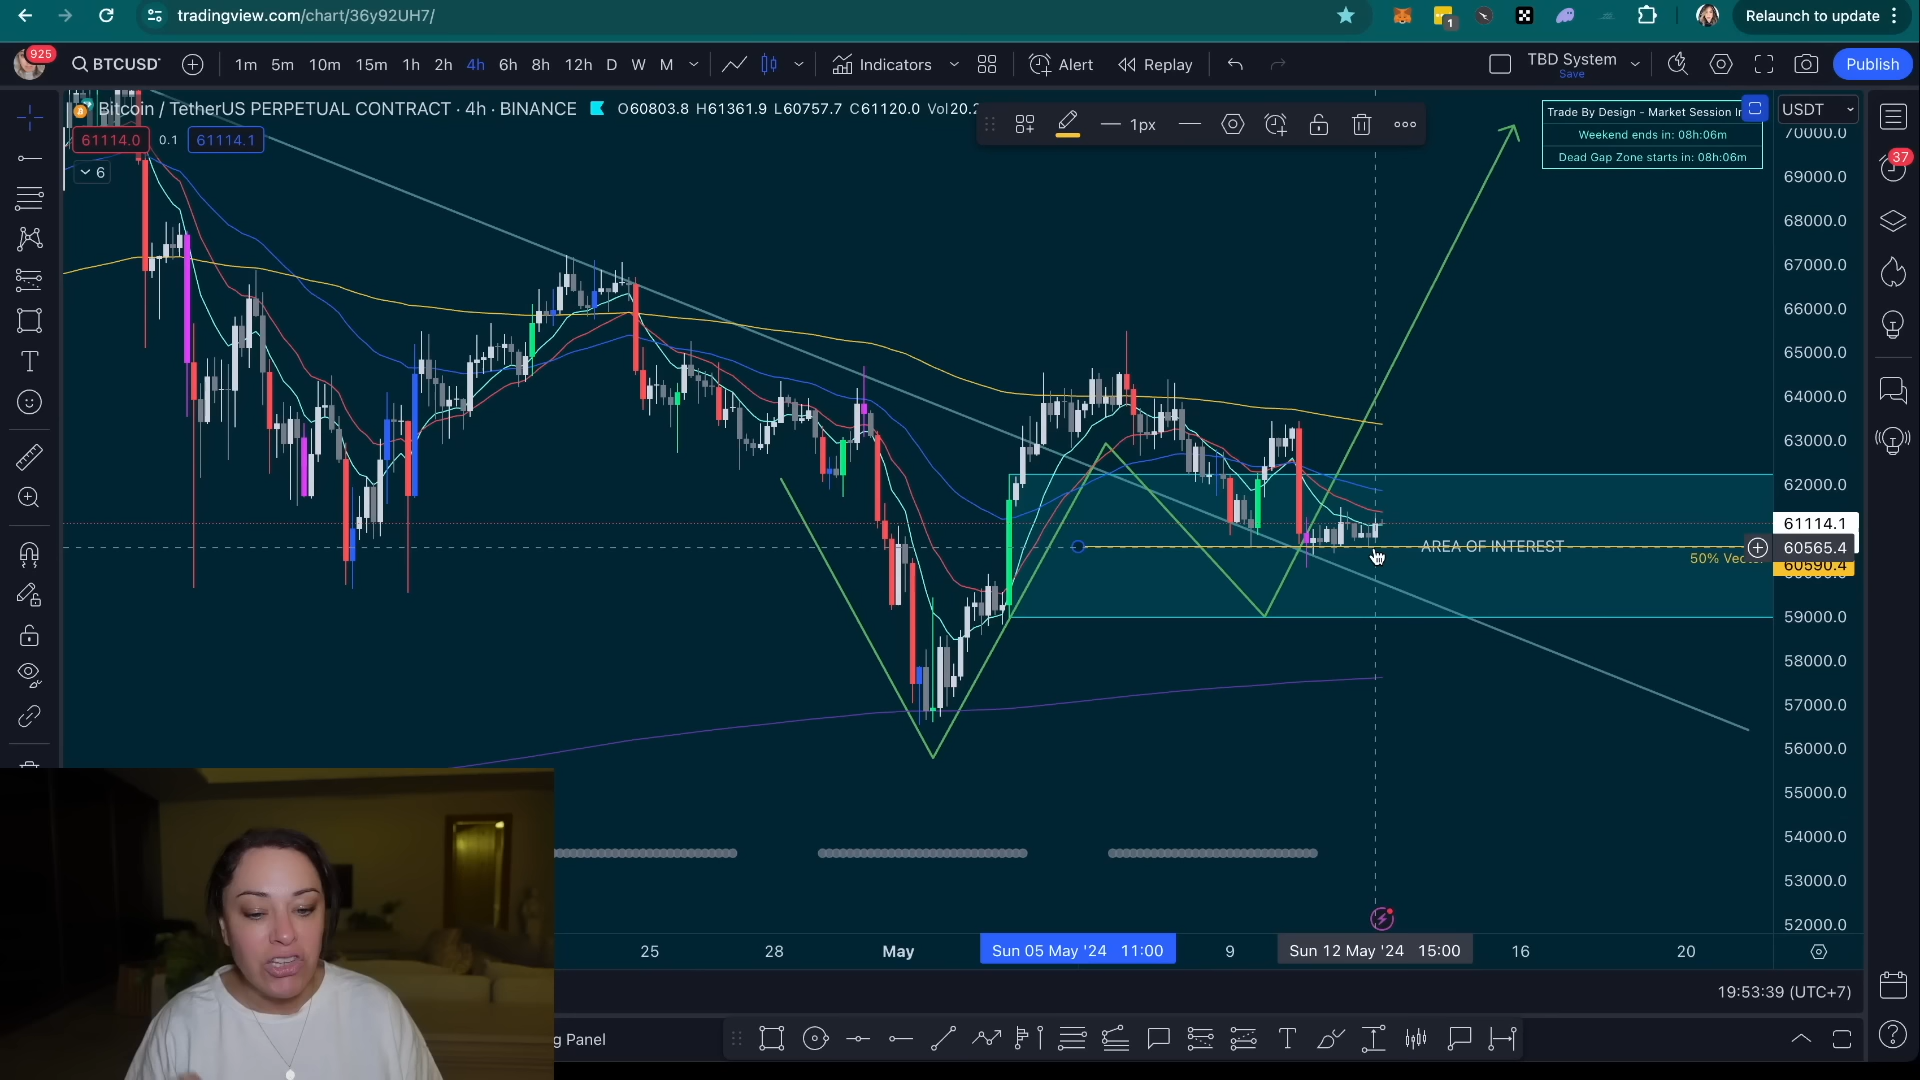 tradingview.com/chart/36y92UH7/
1
Relaunch to update
925
BTCUSD
1m 5m 10m 15m 1h 2h 4h 6h 8h 12h D W M
Indicators
Alert
Replay
TBD System
Save
Publish
Bitcoin / TetherUS PERPETUAL CONTRACT · 4h · BINANCE
O60803.8 H61361.9 L60757.7 C61120.0
61114.0
0.1
61114.1
6
1px
Trade By Design - Market Session
Weekend ends in: 08h:06m
Dead Gap Zone starts in: 08h:06m
USDT
37
70000.0
69000.0
68000.0
67000.0
66000.0
65000.0
64000.0
63000.0
62000.0
61114.1
AREA OF INTEREST
60565.4
50%
60590.4
59000.0
58000.0
57000.0
56000.0
55000.0
54000.0
53000.0
52000.0
25
28
May
Sun 05 May '24 11:00
9
Sun 12 May '24 15:00
16
20
19:53:39 (UTC+7)
Panel